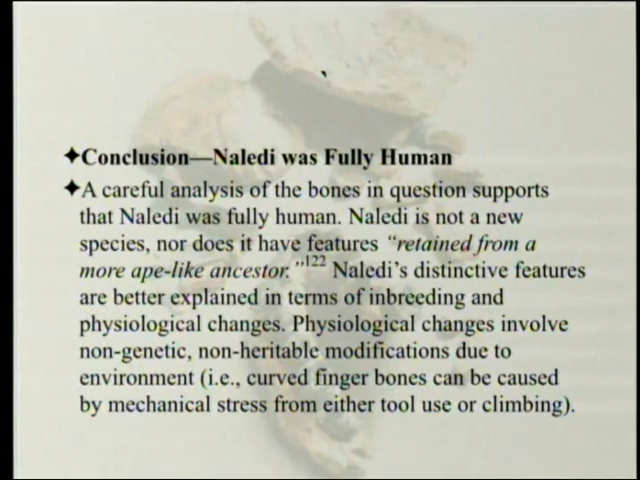 ✦Conclusion—Naledi was Fully Human
✦A careful analysis of the bones in question supports
that Naledi was fully human. Naledi is not a new
species, nor does it have features “retained from a
more ape-like ancestor.”122 Naledi’s distinctive features
are better explained in terms of inbreeding and
physiological changes. Physiological changes involve
non-genetic, non-heritable modifications due to
environment (i.e., curved finger bones can be caused
by mechanical stress from either tool use or climbing).